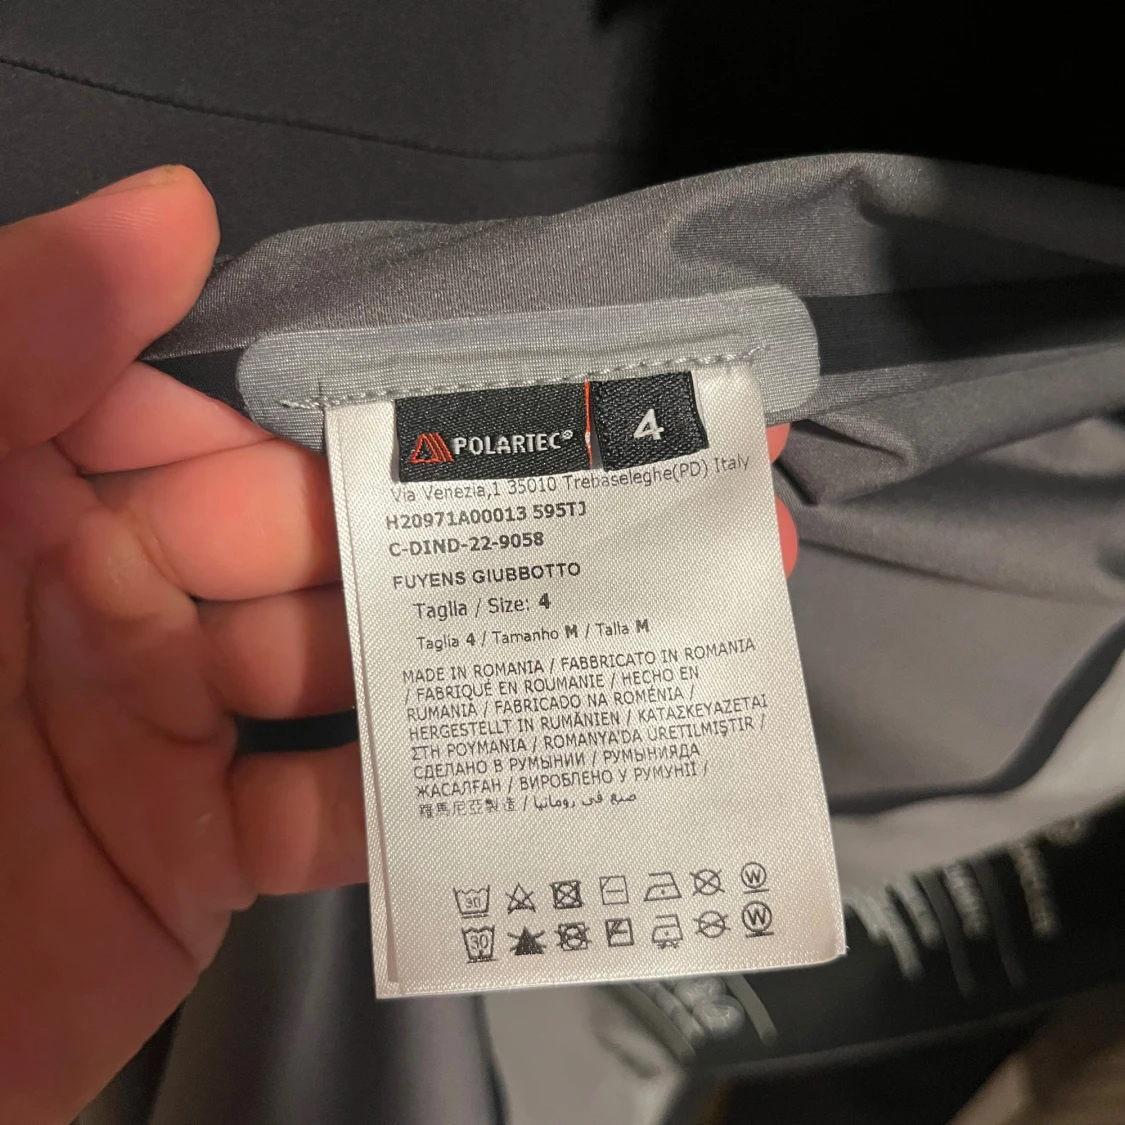 POLARTEC® 4
Via Venezia,1 35010 Trebaseleghe(PD) Italy
H20971A00013 595TJ
C-DIND-22-9058
FUYENS GIUBBOTTO
Taglia / Size: 4
Taglia 4 / Tamanho M / Talla M
MADE IN ROMANIA / FABBRICATO IN ROMANIA
/ FABRIQUÉ EN ROUMANIE / HECHO EN
RUMANIA / FABRICADO NA ROMÉNIA /
HERGESTELLT IN RUMÄNIEN / ΚΑΤΑΣΚΕΥΑΖΕΤΑΙ
ΣΤΗ ΡΟΥΜΑΝΙΑ / ROMANYA'DA ÜRETILMIŞTIR /
СДЕЛАНО В РУМЫНИИ / РУМЫНИЯДА
ЖАСАЛҒАН / ВИРОБЛЕНО У РУМУНІЇ /
羅馬尼亞製造 / صنع في رومانيا
30 W
30 W